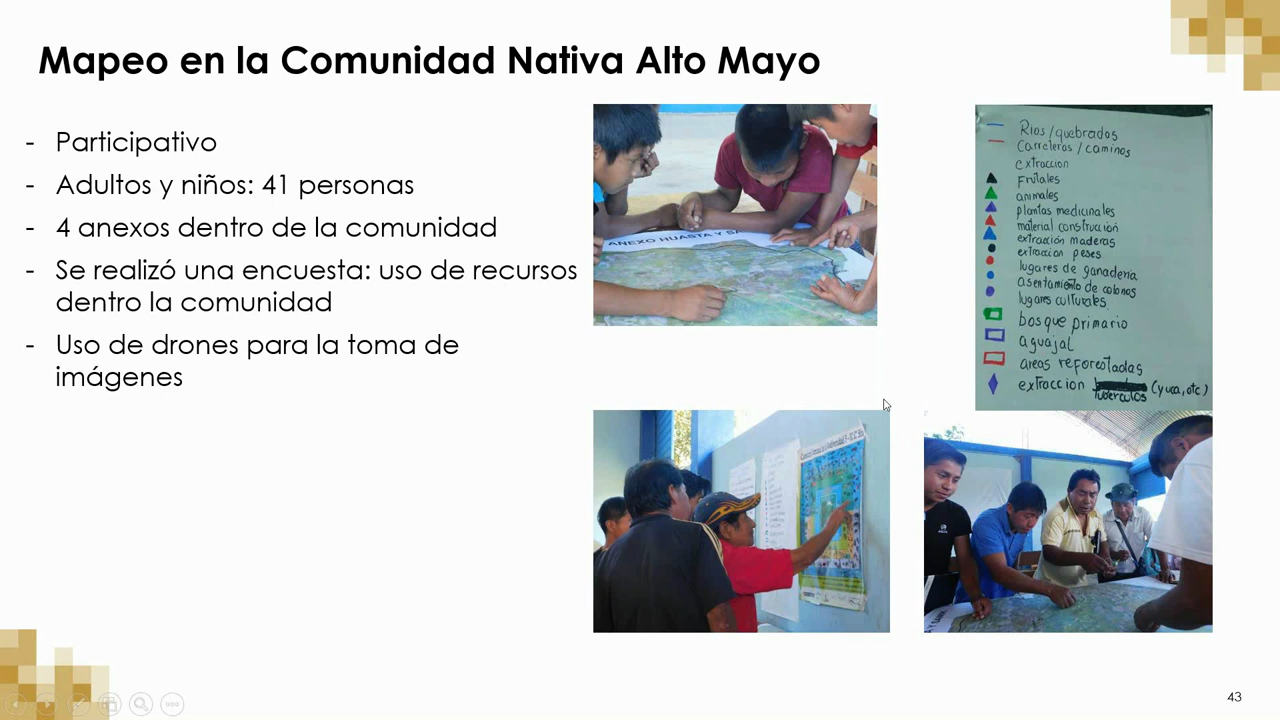 Mapeo en la Comunidad Nativa Alto Mayo
- Participativo
- Adultos y niños: 41 personas
- 4 anexos dentro de la comunidad
- Se realizó una encuesta: uso de recursos
dentro la comunidad
- Uso de drones para la toma de
imágenes
ANEXO HUASTA Y SA
Rios/quebradas
Carreteras / caminos
extraccion
frutales
animales
plantas medicinales
material construcción
extracción maderas
extraccion peses
lugares de ganaderia
asentamiento de colonos
lugares culturales.
bosque primario
aguajal
areas reforestadas
extraccion tuberculos (yuca, etc)
43